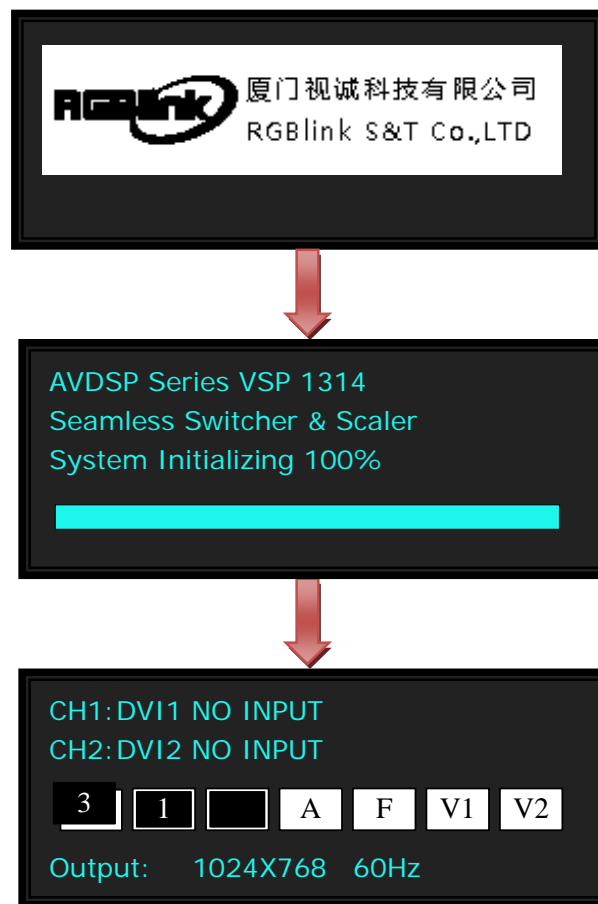 RGBlink
厦门视诚科技有限公司
RGBlink S&T Co.,LTD
AVDSP Series VSP 1314
Seamless Switcher & Scaler
System Initializing 100%
CH1:DVI1 NO INPUT
CH2:DVI2 NO INPUT
3 1 A F V1 V2
Output: 1024X768 60Hz